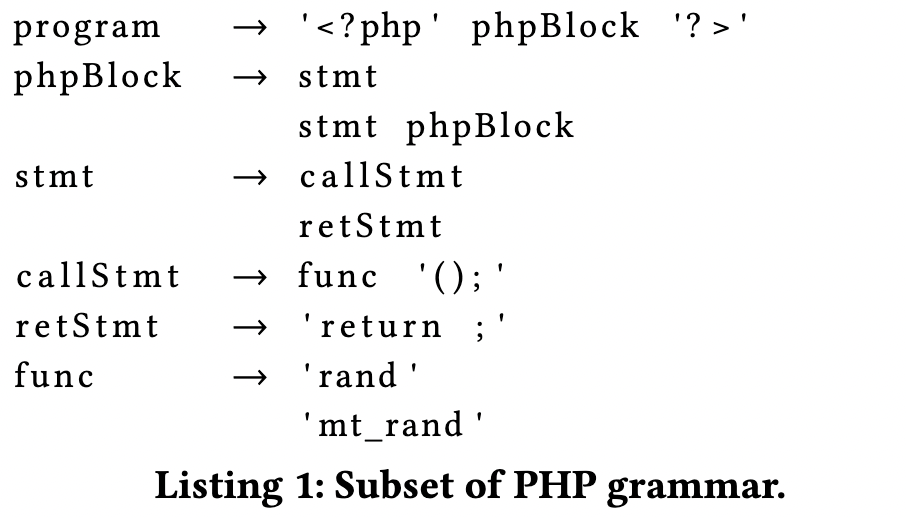 program → '<?php' phpBlock '?>'
phpBlock → stmt
stmt phpBlock
stmt → callStmt
retStmt
callStmt → func '();'
retStmt → 'return ;'
func → 'rand'
'mt_rand'
Listing 1: Subset of PHP grammar.